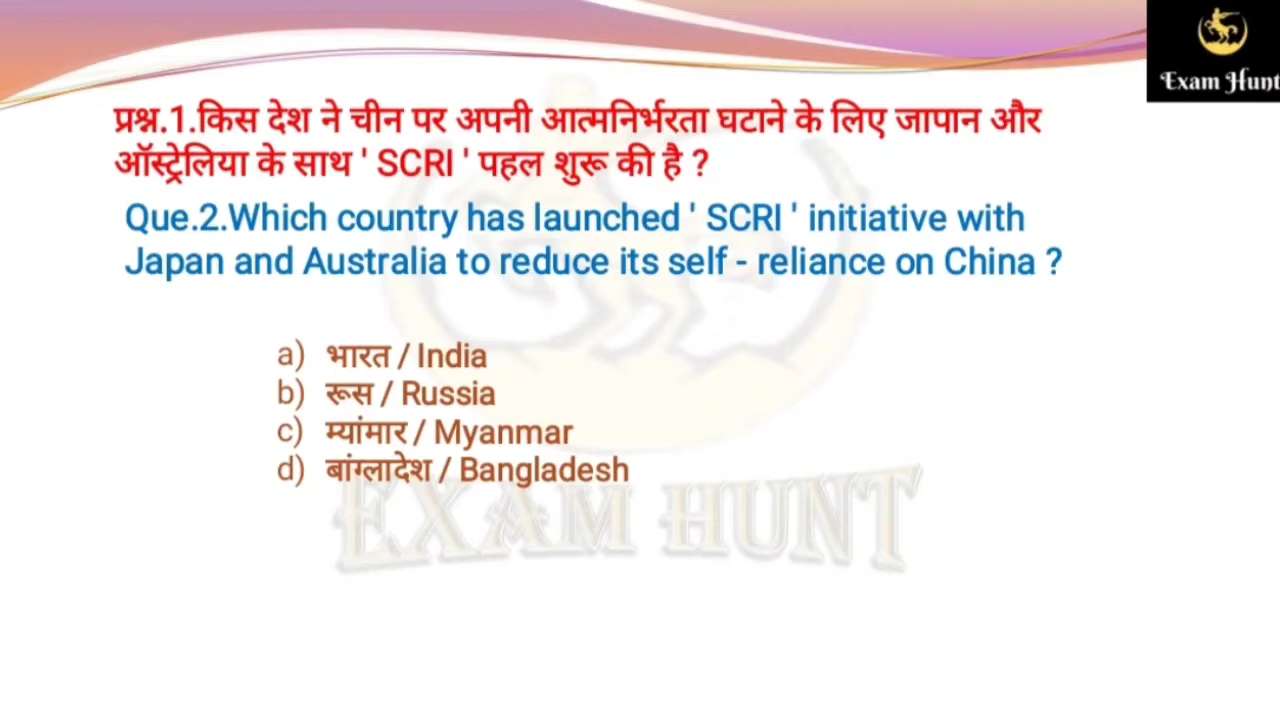 Exam Hunt
प्रश्न.1.किस देश ने चीन पर अपनी आत्मनिर्भरता घटाने के लिए जापान और
ऑस्ट्रेलिया के साथ ' SCRI ' पहल शुरू की है ?
Que.2.Which country has launched ' SCRI ' initiative with
Japan and Australia to reduce its self - reliance on China ?
a) भारत / India
b) रूस / Russia
c) म्यांमार / Myanmar
d) बांग्लादेश / Bangladesh
EXAM HUNT